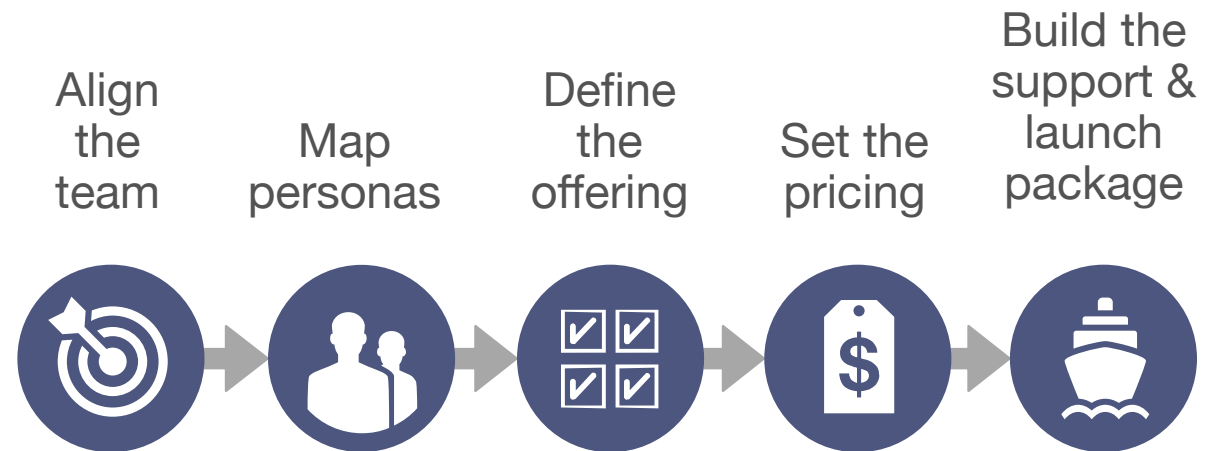 Align
the
team
Map
personas
Define
the
offering
Set the
pricing
Build the
support &
launch
package
$